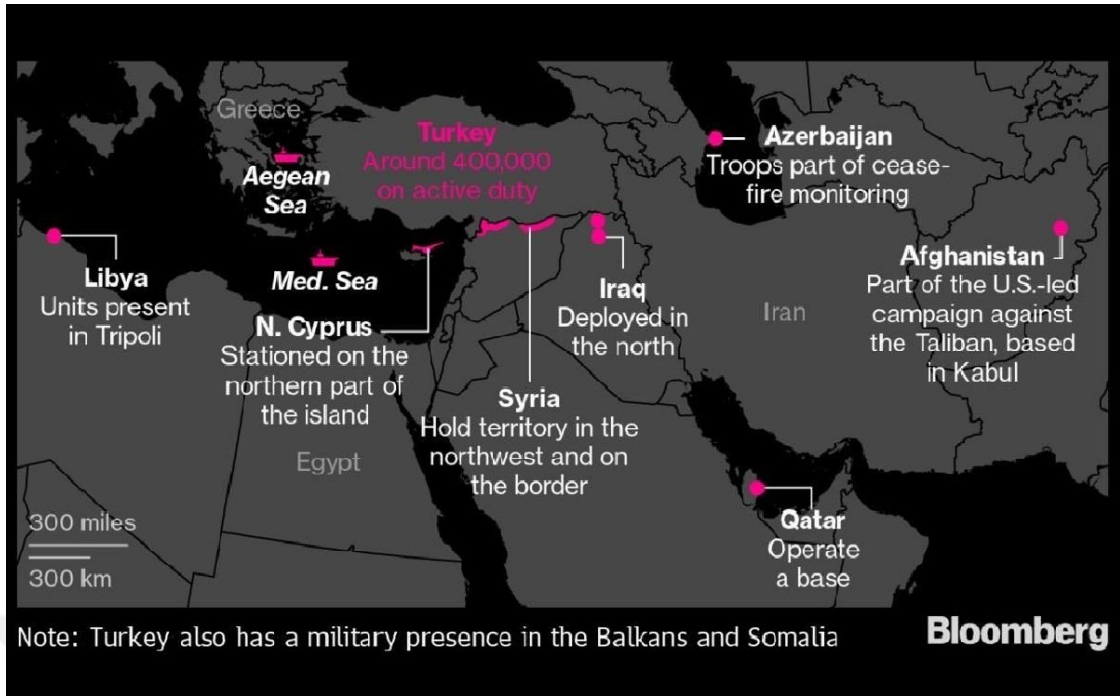 Greece
Turkey
Around 400,000
on active duty
Aegean
Sea
Azerbaijan
Troops part of cease-
fire monitoring
Libya
Units present
in Tripoli
Med. Sea
N. Cyprus
Stationed on the
northern part of
the island
Syria
Hold territory in the
northwest and on
the border
Iraq
Deployed in
the north
Iran
Afghanistan
Part of the U.S.-led
campaign against
the Taliban, based
in Kabul
Egypt
Qatar
Operate
a base
300 miles
300 km
Note: Turkey also has a military presence in the Balkans and Somalia
Bloomberg